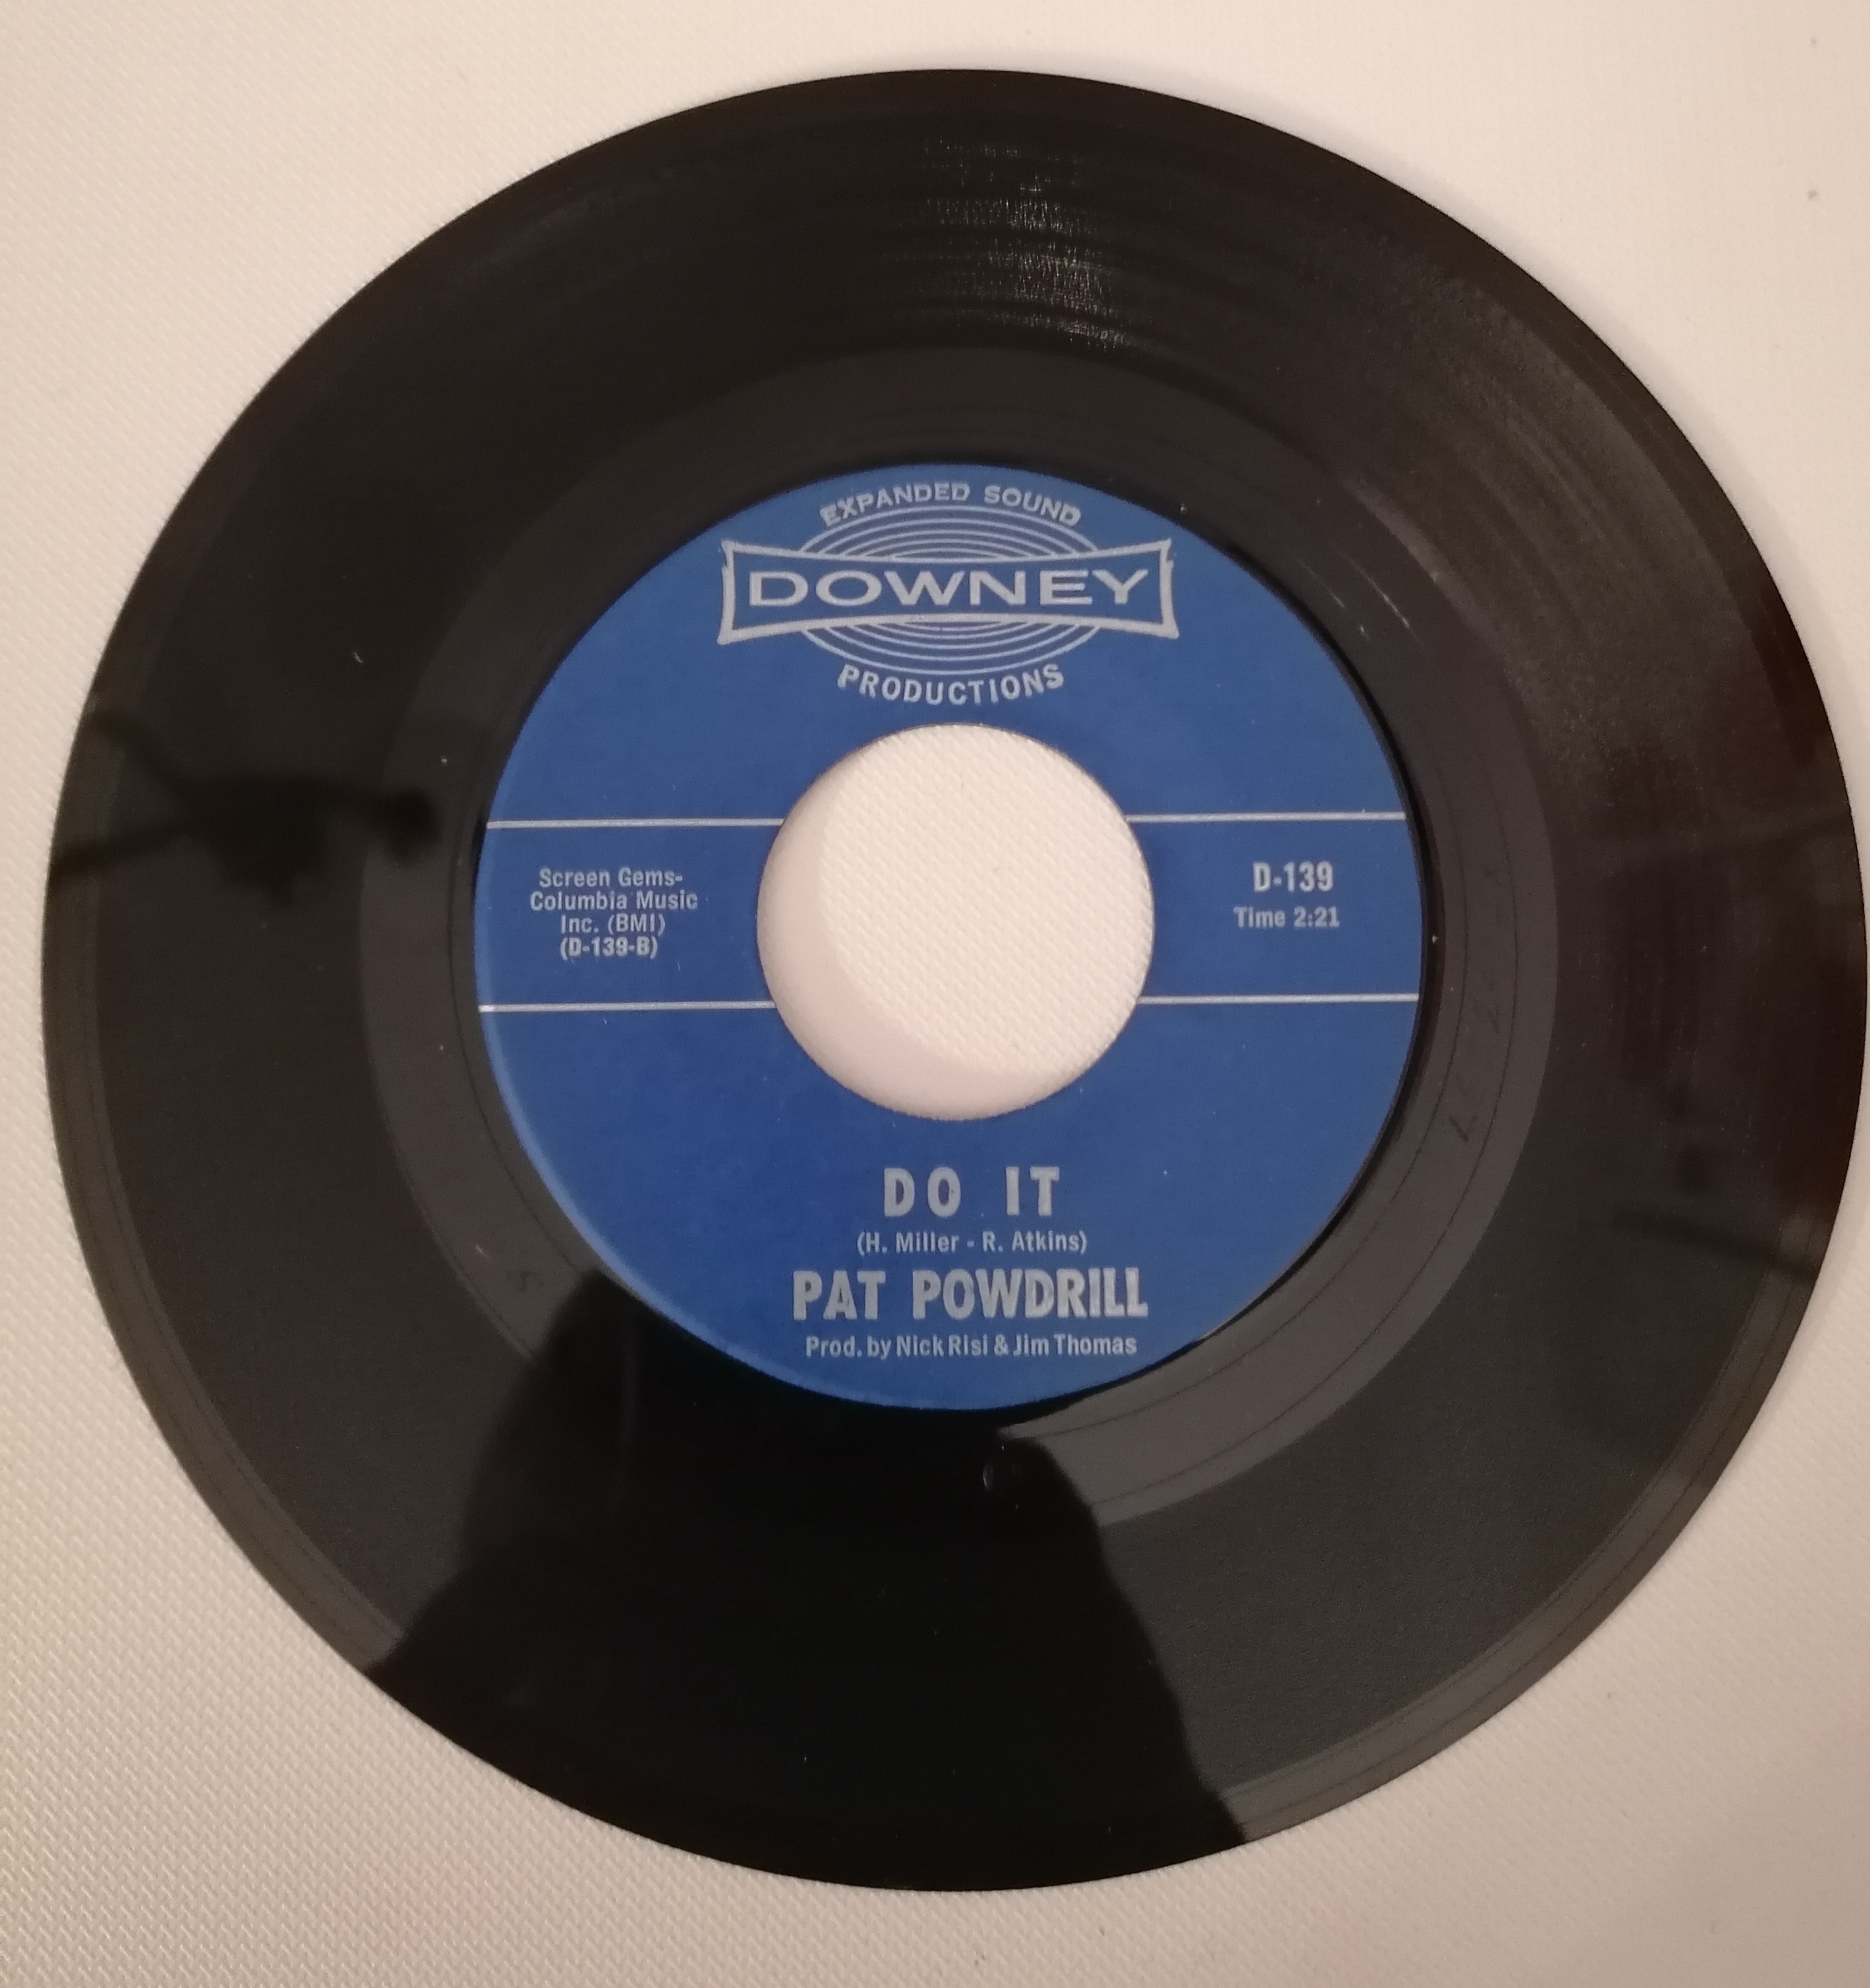 EXPANDED SOUND
DOWNEY
PRODUCTIONS
Screen Gems-
Columbia Music
Inc. (BMI)
(D-139-B)
D-139
Time 2:21
DO IT
(H. Miller - R. Atkins)
PAT POWDRILL
Prod. by Nick Risi & Jim Thomas